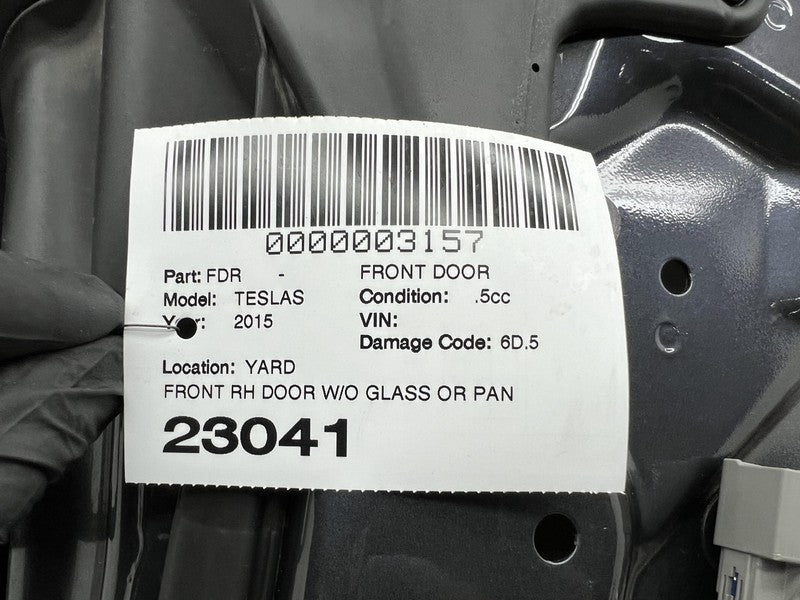 0000003157
Part: FDR - FRONT DOOR
Model: TESLAS Condition: .5cc
2015 VIN:
Damage Code: 6D.5
Location: YARD
FRONT RH DOOR W/O GLASS OR PAN
23041